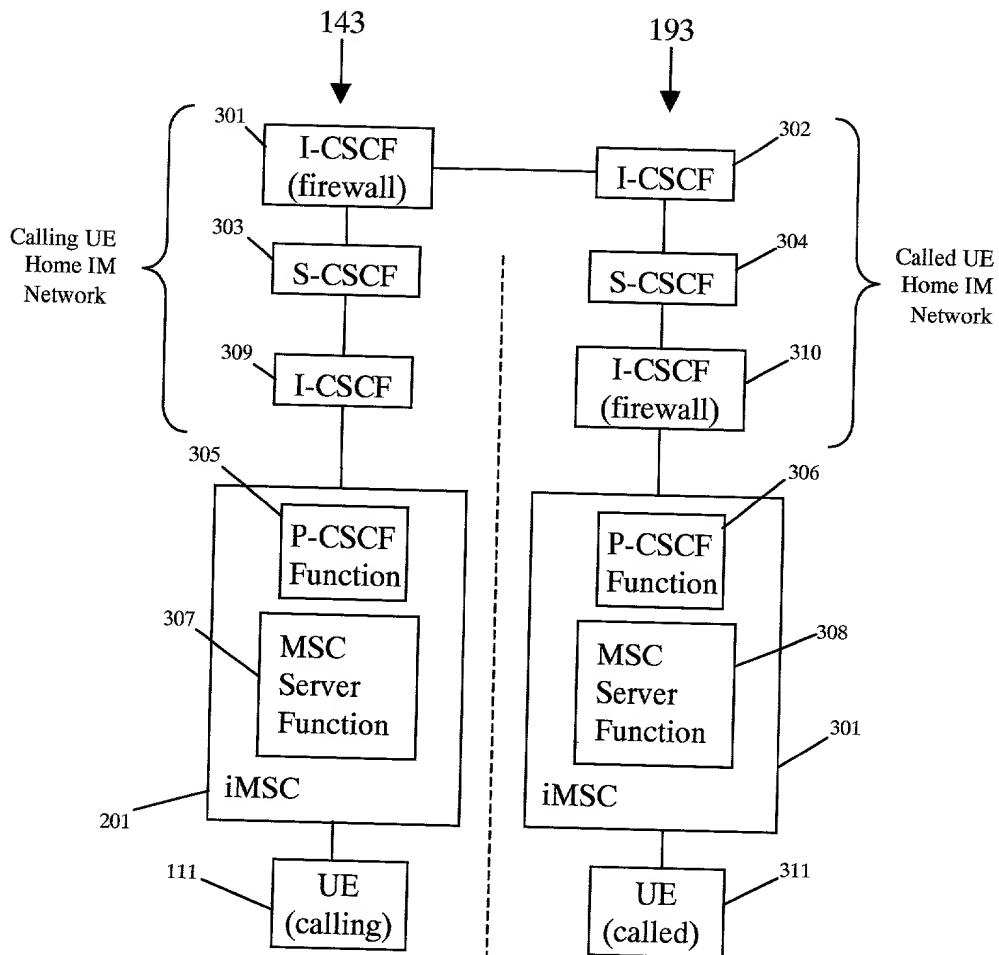 143
193
301
I-CSCF
(firewall)
302
I-CSCF
303
S-CSCF
304
S-CSCF
Calling UE
Home IM
Network
Called UE
Home IM
Network
309
I-CSCF
310
I-CSCF
(firewall)
305
P-CSCF
Function
306
P-CSCF
Function
307
MSC
Server
Function
308
MSC
Server
Function
301
iMSC
iMSC
201
111
UE
(calling)
311
UE
(called)